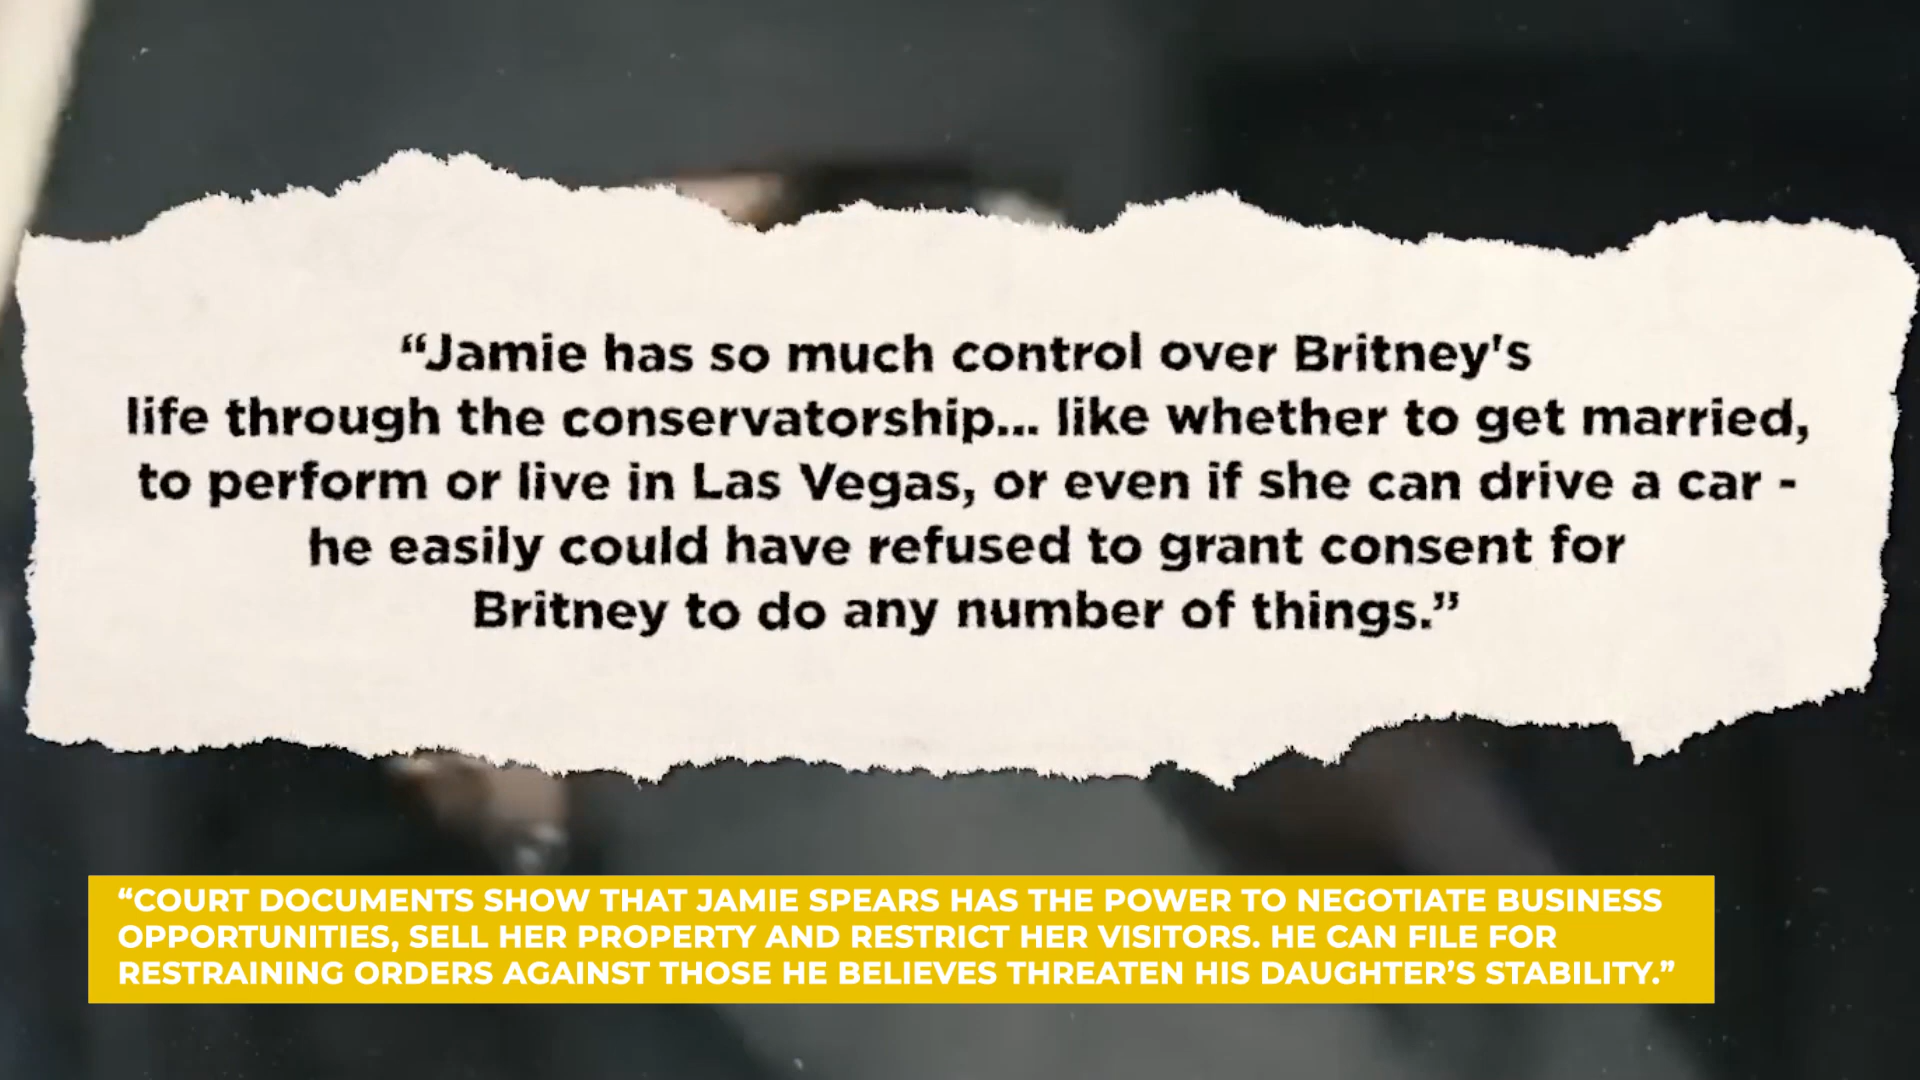 “Jamie has so much control over Britney's
life through the conservatorship... like whether to get married,
to perform or live in Las Vegas, or even if she can drive a car -
he easily could have refused to grant consent for
Britney to do any number of things.”
“COURT DOCUMENTS SHOW THAT JAMIE SPEARS HAS THE POWER TO NEGOTIATE BUSINESS
OPPORTUNITIES, SELL HER PROPERTY AND RESTRICT HER VISITORS. HE CAN FILE FOR
RESTRAINING ORDERS AGAINST THOSE HE BELIEVES THREATEN HIS DAUGHTER’S STABILITY.”